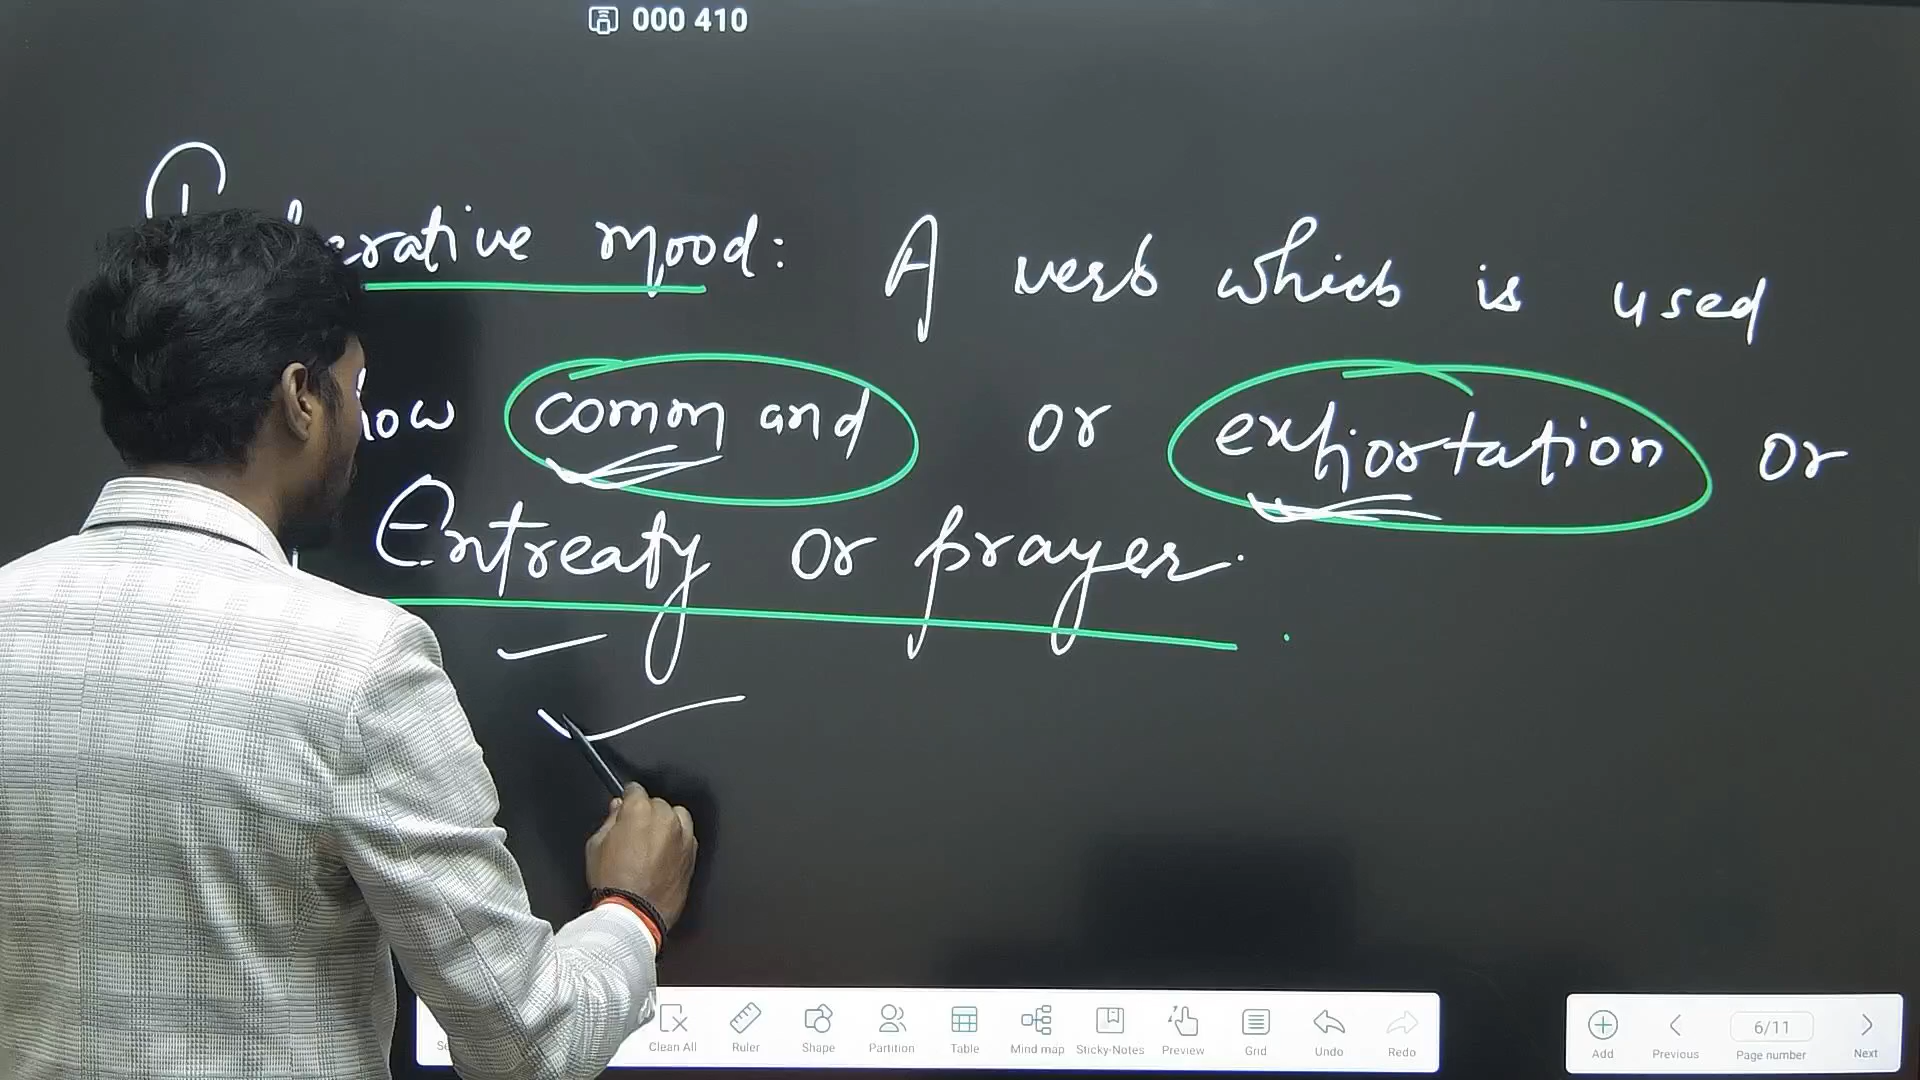 000 410
erative mood: A verb which is used
how command or exhortation or
Entreaty or prayer.
Clean All Ruler Shape Partition Table Mind map Sticky-Notes Preview Grid Undo Redo
Add Previous 6/11 Page number Next